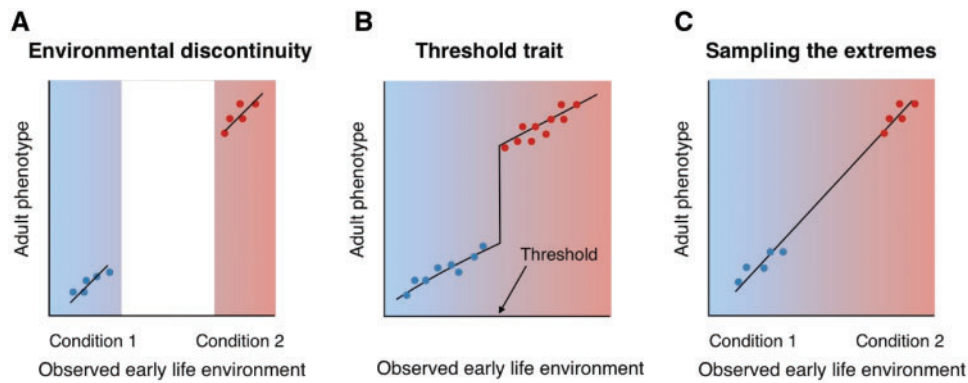 A
Environmental discontinuity
Adult phenotype
Condition 1
Condition 2
Observed early life environment
B
Threshold trait
Adult phenotype
Threshold
Observed early life environment
C
Sampling the extremes
Adult phenotype
Condition 1
Condition 2
Observed early life environment